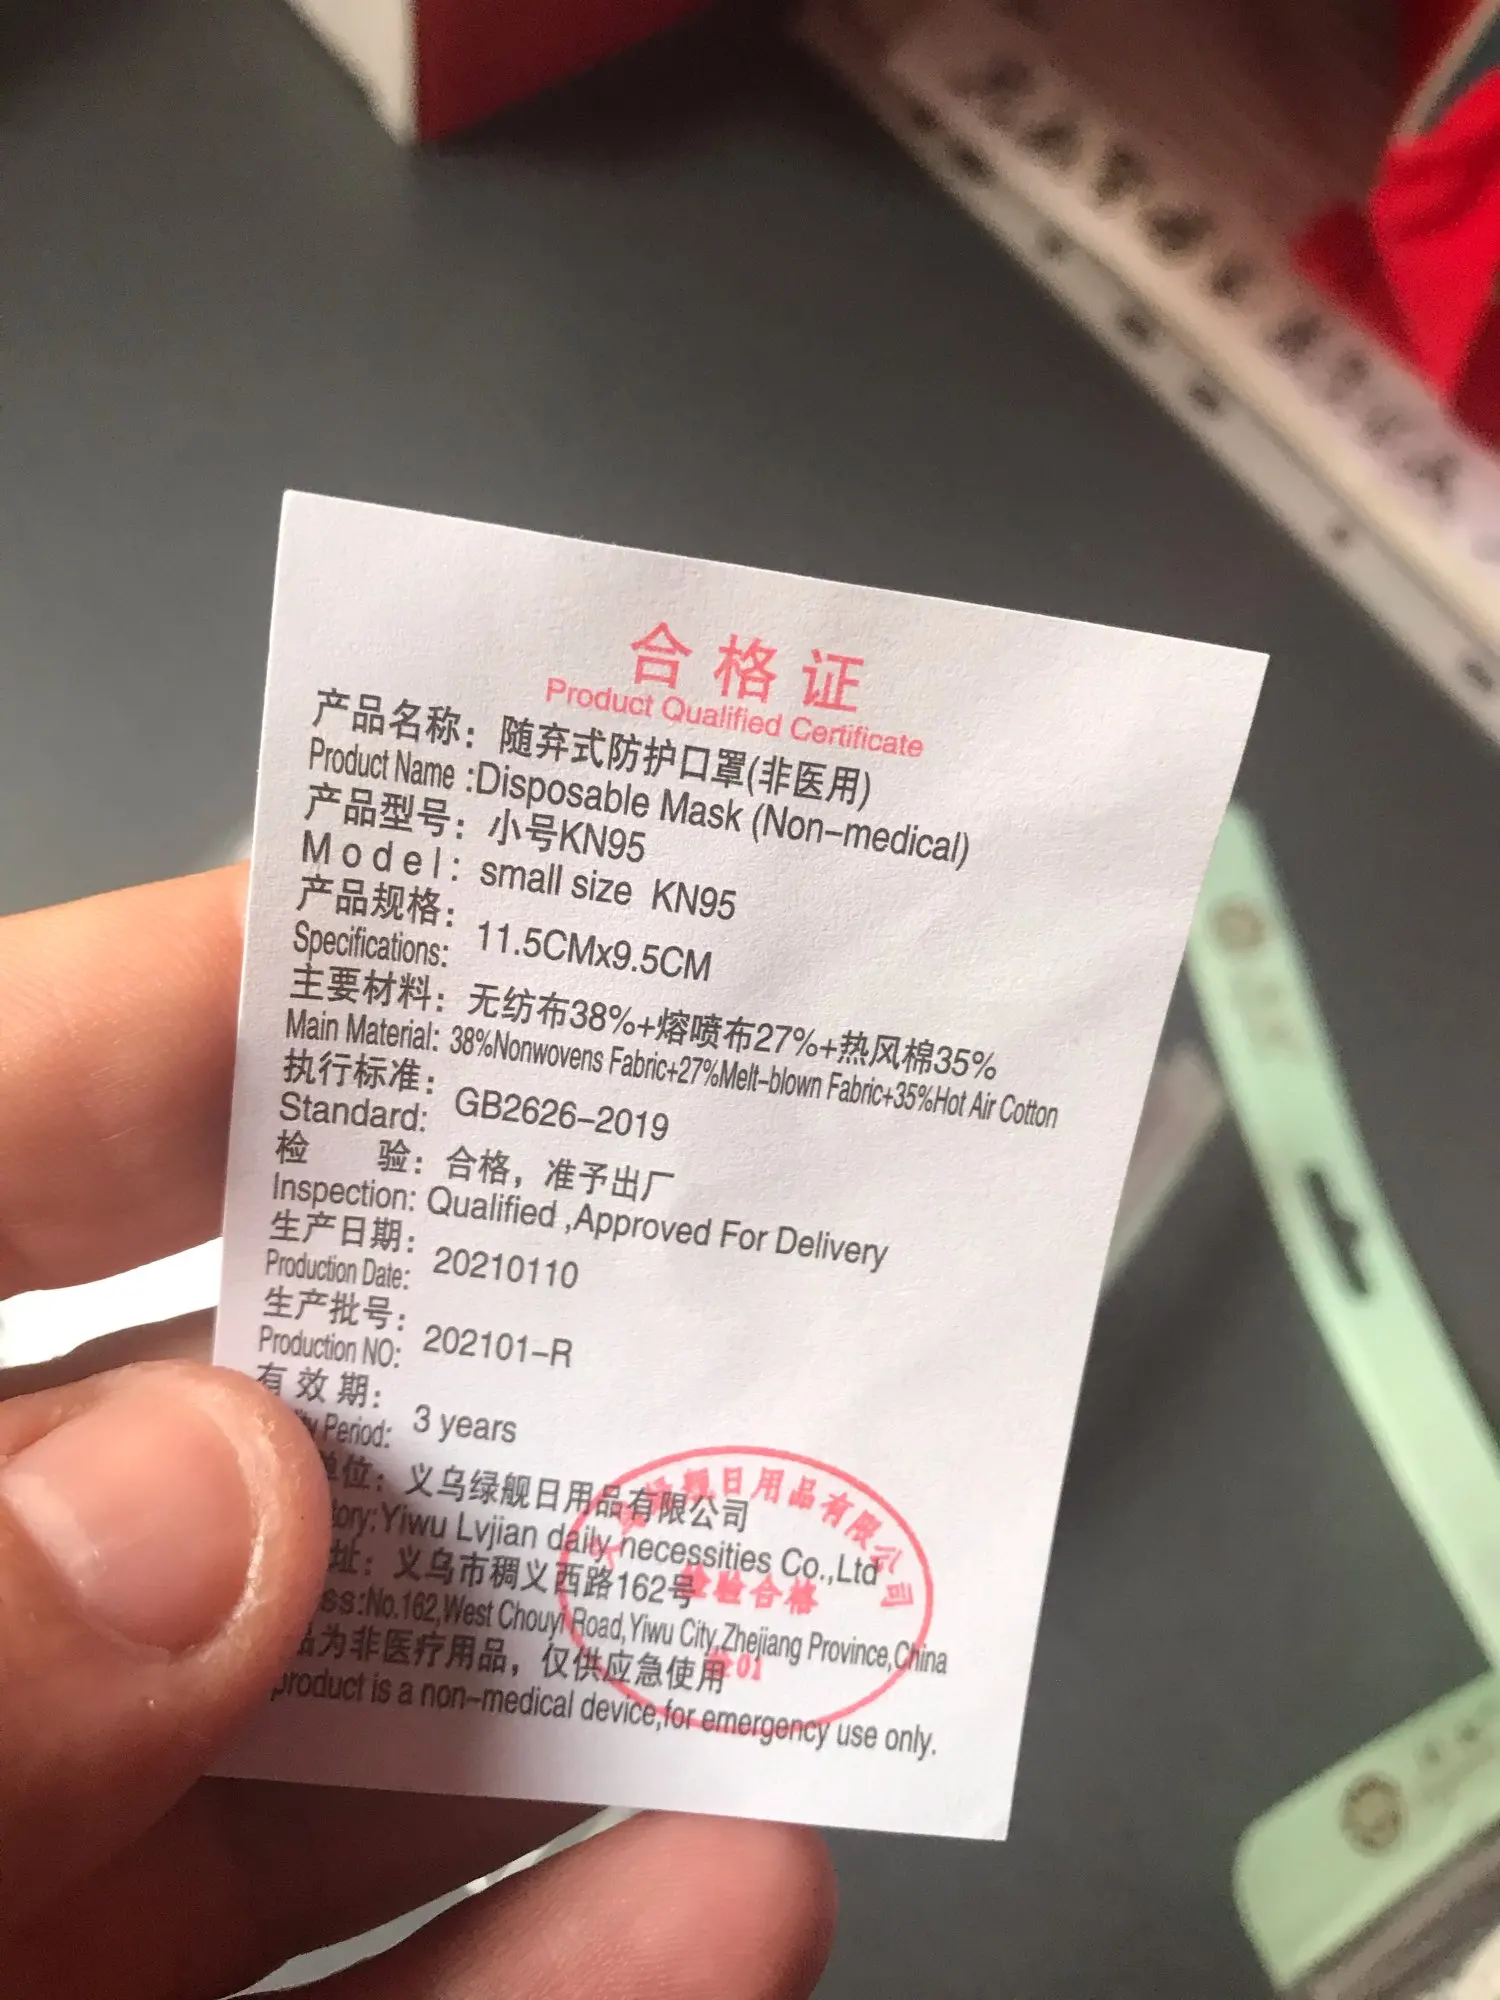 合格证
Product Qualified Certificate
产品名称：随弃式防护口罩(非医用)
Product Name :Disposable Mask (Non-medical)
产品型号：小号KN95
Model: small size KN95
产品规格：
Specifications: 11.5CMx9.5CM
主要材料：无纺布38%+熔喷布27%+热风棉35%
Main Material: 38%Nonwovens Fabric+27%Melt-blown Fabric+35%Hot Air Cotton
执行标准：
Standard: GB2626-2019
检 验：合格，准予出厂
Inspection: Qualified ,Approved For Delivery
生产日期：
Production Date: 20210110
生产批号：
Production NO: 202101-R
有效期：
Period: 3 years
单位：义乌绿舰日用品有限公司
tory:Yiwu Lvjian daily necessities Co.,Ltd
址：义乌市稠义西路162号
ss:No.162,West Chouyi Road,Yiwu City,Zhejiang Province,China
品为非医疗用品，仅供应急使用
product is a non-medical device,for emergency use only.
绿舰日用品有限公司
检验合格
01